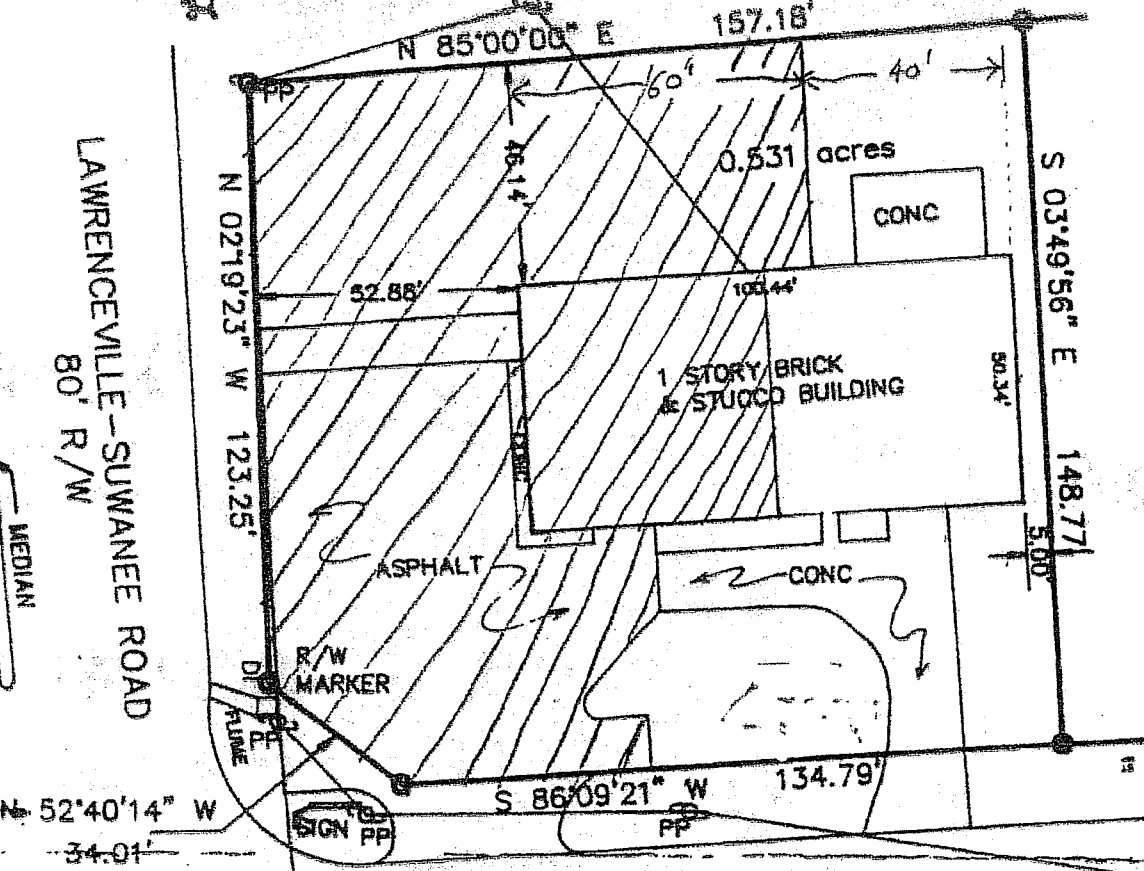 N 85°00'00" E 157.18'
PP
60' 40'
46.14'
0.531 acres
CONC
S 03°49'56" E 148.77'
LAWRENCEVILLE-SUWANEE ROAD
80' R/W
N 02°19'23" W 123.25'
52.88'
100.44'
1 STORY BRICK
& STUCCO BUILDING
50.34'
MEDIAN
ASPHALT
CONC
5.00'
R/W
MARKER
FLUME
PP
S 86°09'21" W 134.79'
N 52°40'14" W
34.01'
SIGN
PP
PP